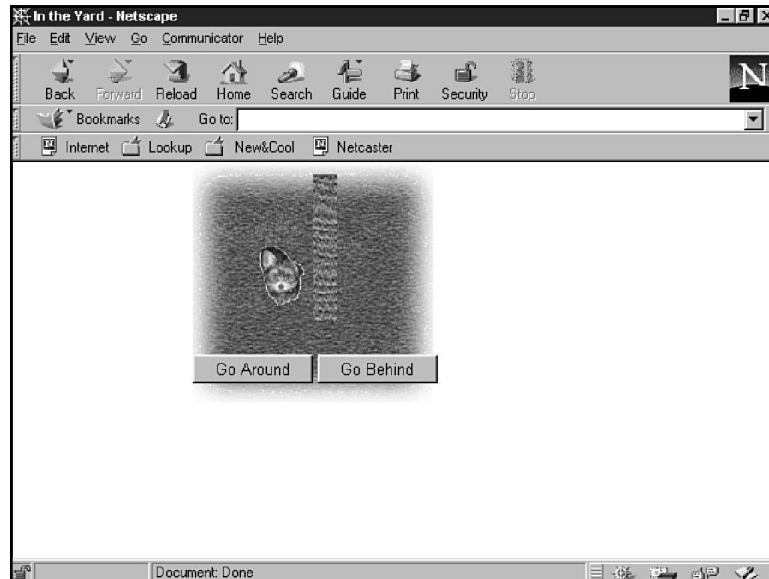 In the Yard - Netscape
File Edit View Go Communicator Help
N
Back Forward Reload Home Search Guide Print Security Stop
Bookmarks Go to:
Internet Lookup New&Cool Netcaster
Go Around Go Behind
Document: Done